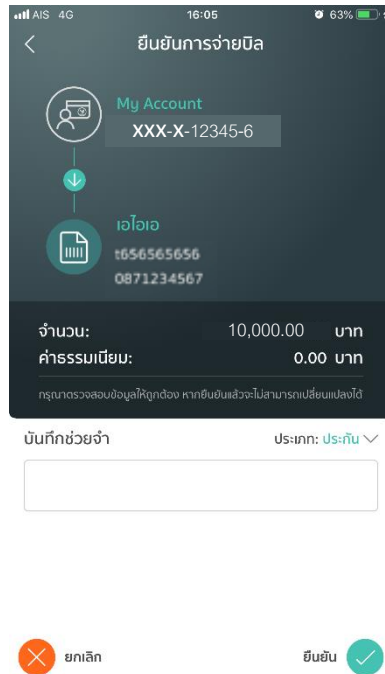 AIS 4G 16:05 63%
ยืนยันการจ่ายบิล
My Account
XXX-X-12345-6
เอไอเอ
t656565656
0871234567
จำนวน: 10,000.00 บาท
ค่าธรรมเนียม: 0.00 บาท
กรุณาตรวจสอบข้อมูลให้ถูกต้อง หากยืนยันแล้วจะไม่สามารถเปลี่ยนแปลงได้
บันทึกช่วยจำ ประเภท: ประกัน
ยกเลิก ยืนยัน